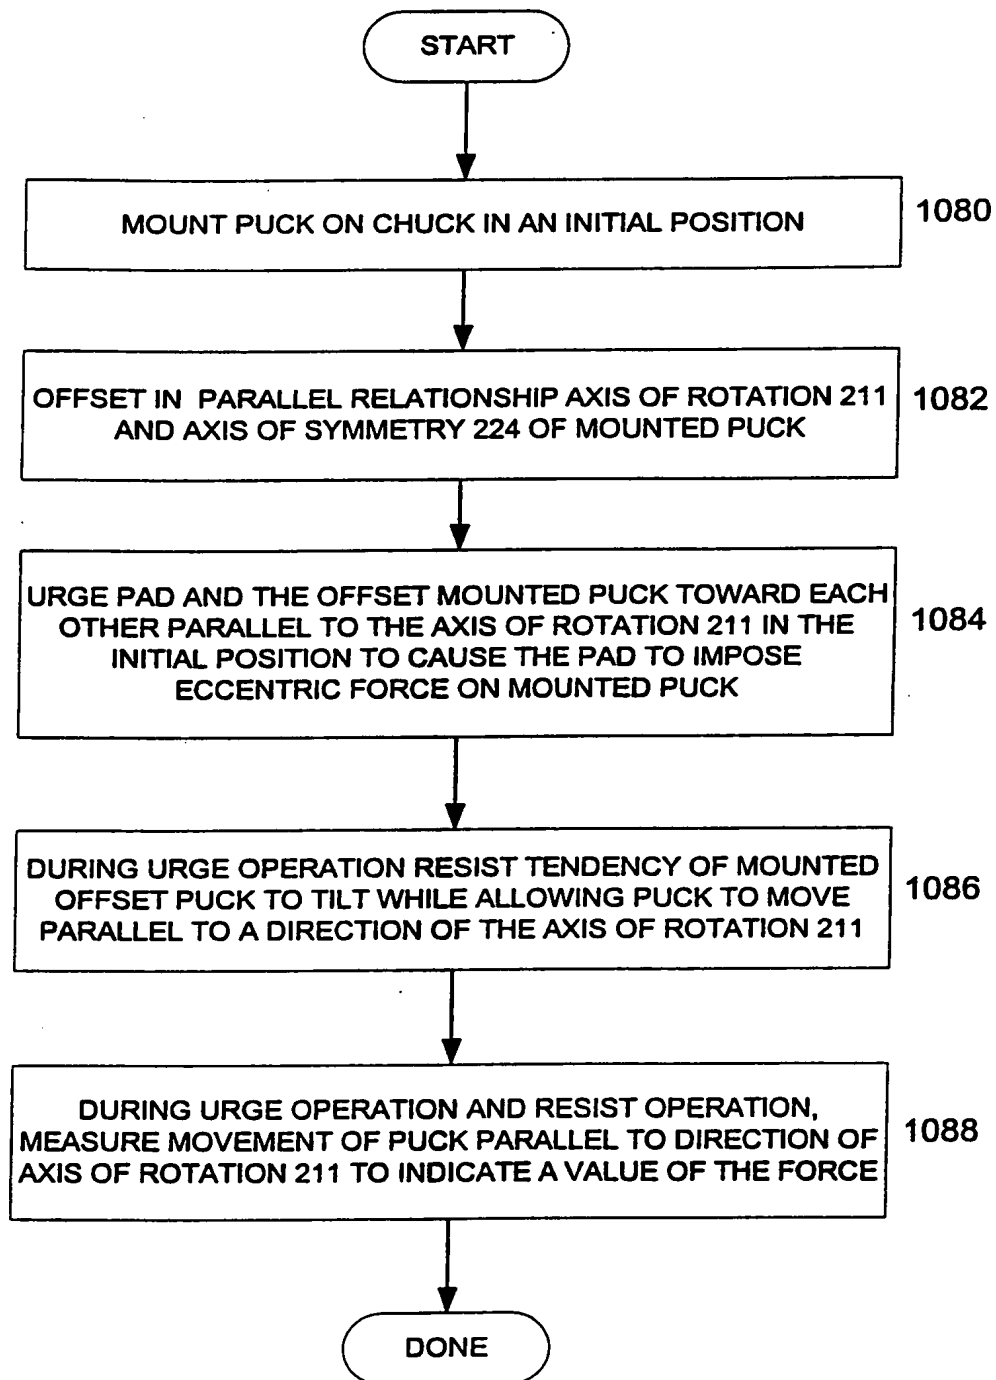 START
MOUNT PUCK ON CHUCK IN AN INITIAL POSITION
1080
OFFSET IN PARALLEL RELATIONSHIP AXIS OF ROTATION 211
AND AXIS OF SYMMETRY 224 OF MOUNTED PUCK
1082
URGE PAD AND THE OFFSET MOUNTED PUCK TOWARD EACH
OTHER PARALLEL TO THE AXIS OF ROTATION 211 IN THE
INITIAL POSITION TO CAUSE THE PAD TO IMPOSE
ECCENTRIC FORCE ON MOUNTED PUCK
1084
DURING URGE OPERATION RESIST TENDENCY OF MOUNTED
OFFSET PUCK TO TILT WHILE ALLOWING PUCK TO MOVE
PARALLEL TO A DIRECTION OF THE AXIS OF ROTATION 211
1086
DURING URGE OPERATION AND RESIST OPERATION,
MEASURE MOVEMENT OF PUCK PARALLEL TO DIRECTION OF
AXIS OF ROTATION 211 TO INDICATE A VALUE OF THE FORCE
1088
DONE